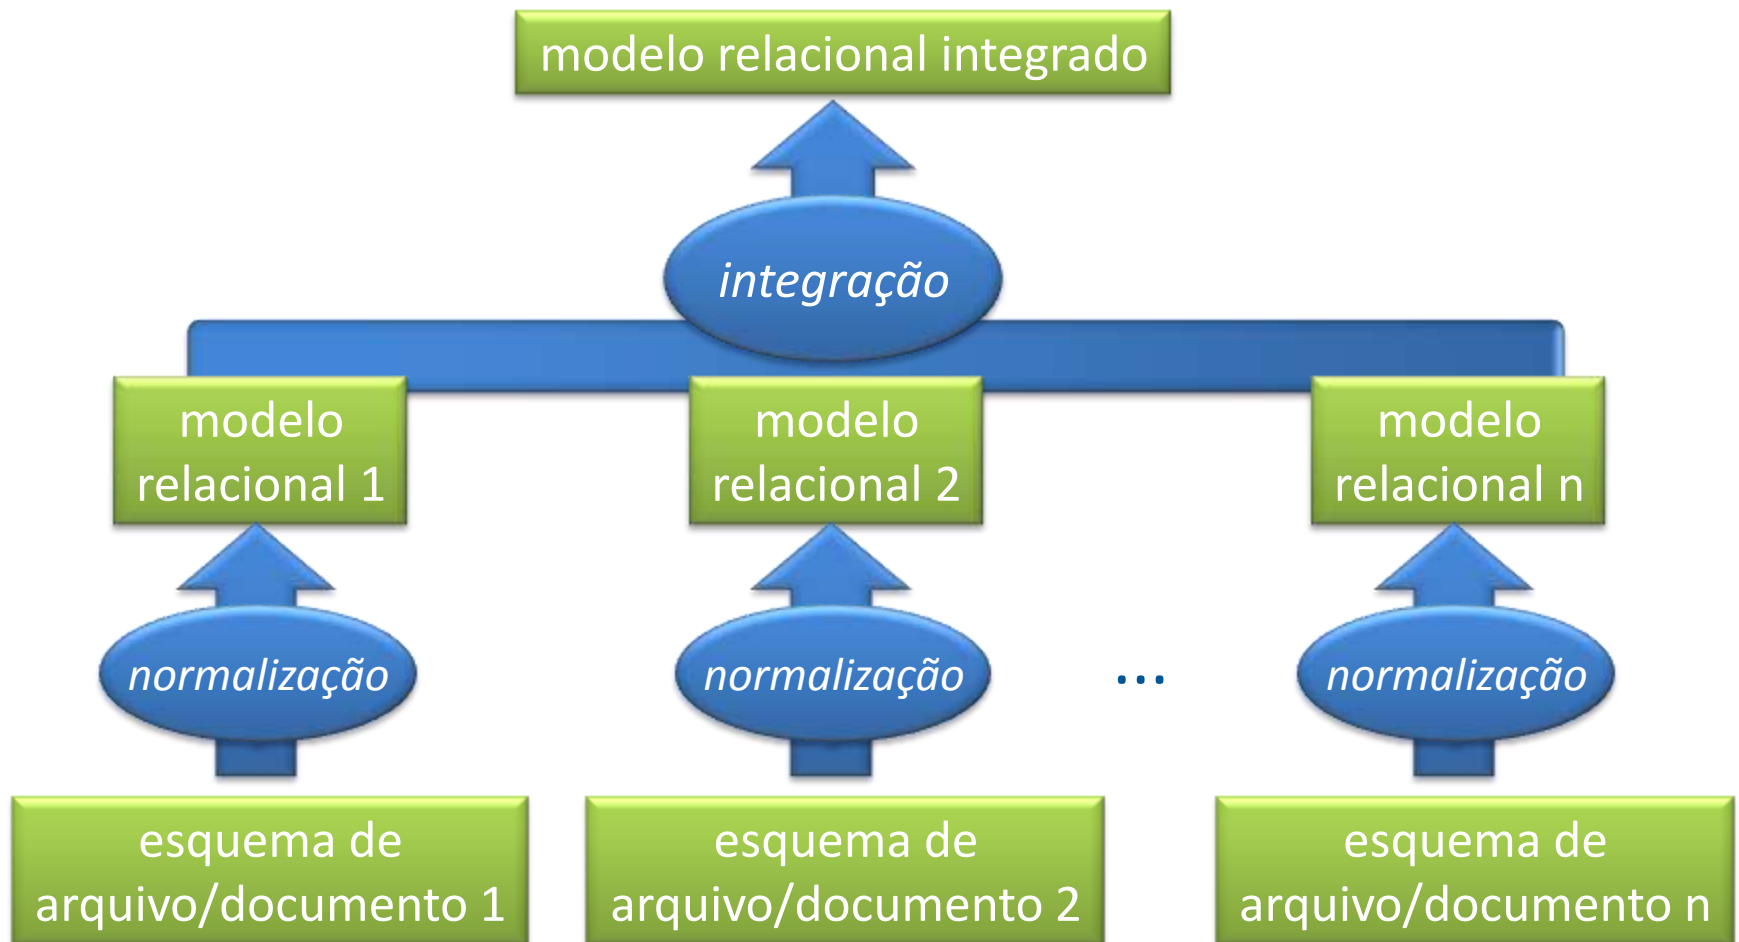 modelo relacional integrado
integração
modelo
relacional 1
modelo
relacional 2
modelo
relacional n
normalização
normalização
...
normalização
esquema de
arquivo/documento 1
esquema de
arquivo/documento 2
esquema de
arquivo/documento n